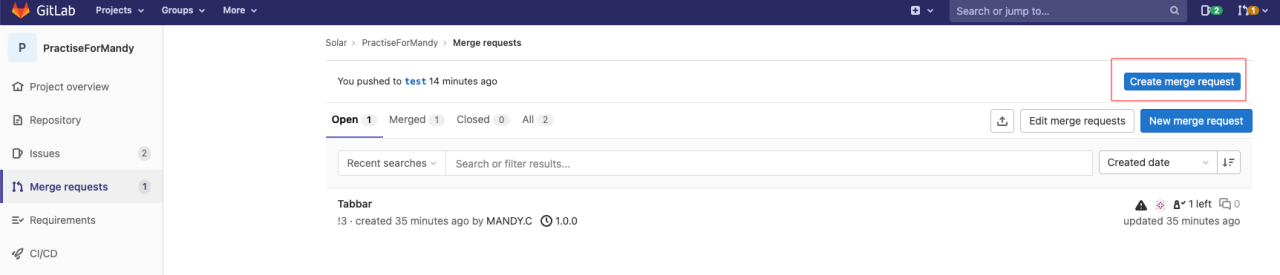 GitLab Projects Groups More Search or jump to... 2 1
P PractiseForMandy
Project overview
Repository
Issues 2
Merge requests 1
Requirements
CI/CD
Solar > PractiseForMandy > Merge requests
You pushed to test 14 minutes ago Create merge request
Open 1 Merged 1 Closed 0 All 2 Edit merge requests New merge request
Recent searches Search or filter results... Created date
Tabbar 1 left 0
!3 · created 35 minutes ago by MANDY.C 1.0.0 updated 35 minutes ago